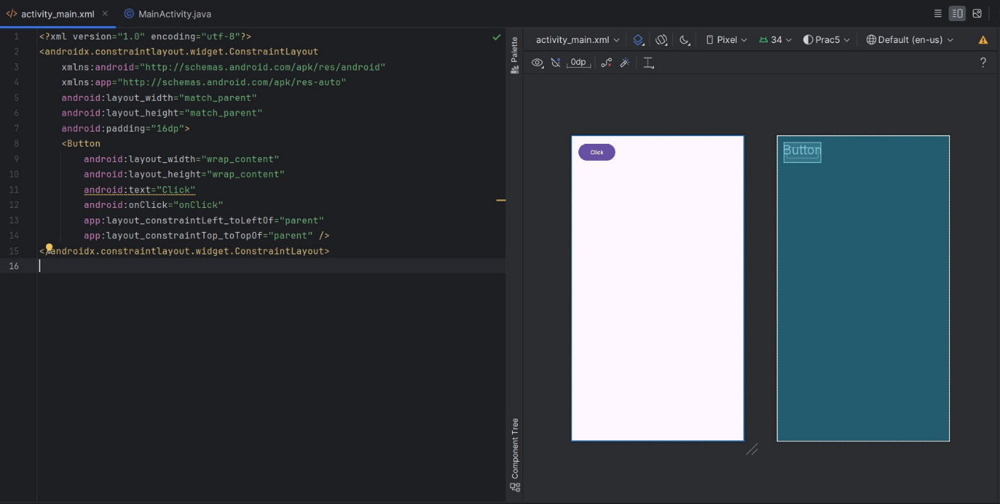 activity_main.xml
MainActivity.java
1 <?xml version="1.0" encoding="utf-8"?>
2 <androidx.constraintlayout.widget.ConstraintLayout
3 xmlns:android="http://schemas.android.com/apk/res/android"
4 xmlns:app="http://schemas.android.com/apk/res-auto"
5 android:layout_width="match_parent"
6 android:layout_height="match_parent"
7 android:padding="16dp">
8 <Button
9 android:layout_width="wrap_content"
10 android:layout_height="wrap_content"
11 android:text="Click"
12 android:onClick="onClick"
13 app:layout_constraintLeft_toLeftOf="parent"
14 app:layout_constraintTop_toTopOf="parent" />
15 </androidx.constraintlayout.widget.ConstraintLayout>
16
Palette
Component Tree
activity_main.xml
Pixel
34
Prac5
Default (en-us)
0dp
?
Click
Button